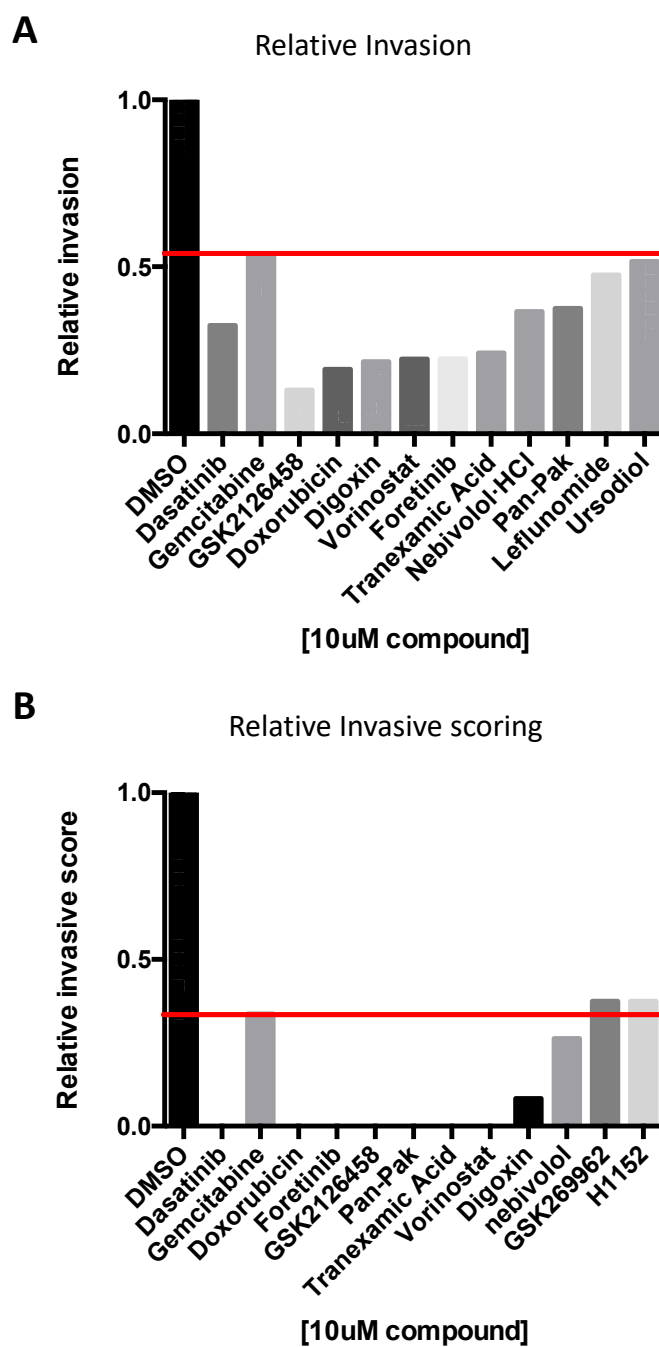 A
Relative Invasion
Relative invasion
1.0
0.5
0.0
DMSO
Dasatinib
Gemcitabine
GSK2126458
Doxorubicin
Digoxin
Vorinostat
Foretinib
Tranexamic Acid
Nebivolol·HCl
Pan-Pak
Leflunomide
Ursodiol
[10uM compound]
B
Relative Invasive scoring
Relative invasive score
1.0
0.5
0.0
DMSO
Dasatinib
Gemcitabine
Doxorubicin
Foretinib
GSK2126458
Pan-Pak
Tranexamic Acid
Vorinostat
Digoxin
nebivolol
GSK269962
H1152
[10uM compound]